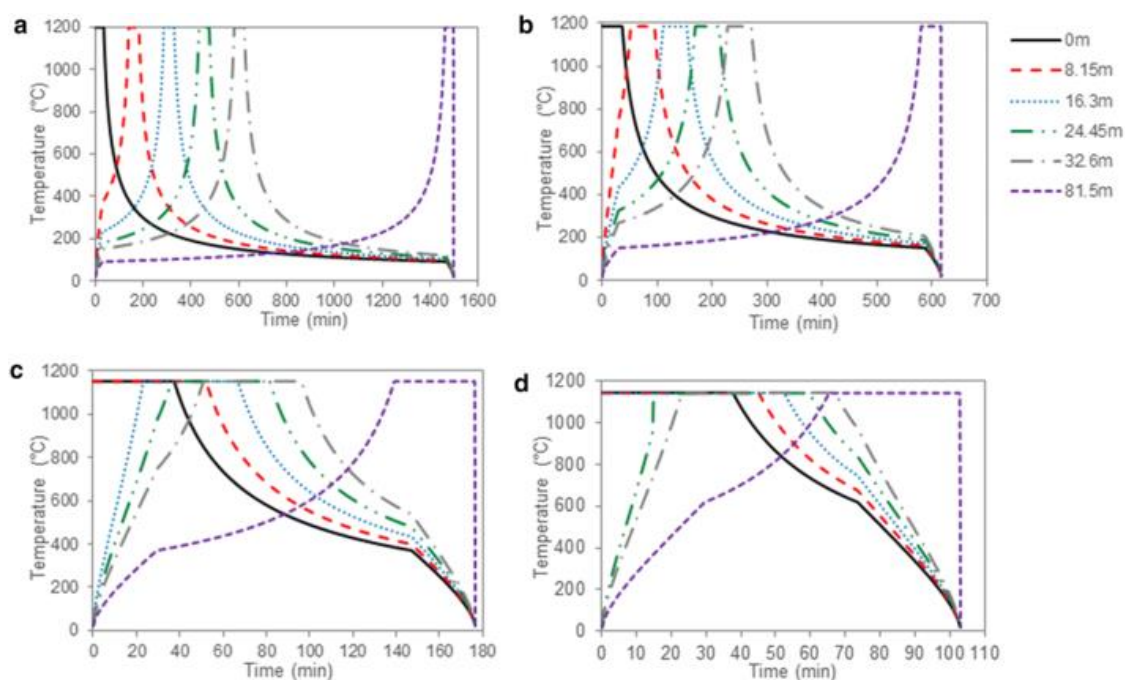 a
b
1200
1000
800
600
400
200
0
Temperature (°C)
0 200 400 600 800 1000 1200 1400 1600
Time (min)
1200
1000
800
600
400
200
0
Temperature (°C)
0 100 200 300 400 500 600 700
Time (min)
0m
8.15m
16.3m
24.45m
32.6m
81.5m
c
d
1200
1000
800
600
400
200
0
Temperature (°C)
0 20 40 60 80 100 120 140 160 180
Time (min)
1200
1000
800
600
400
200
0
Temperature (°C)
0 10 20 30 40 50 60 70 80 90 100 110
Time (min)